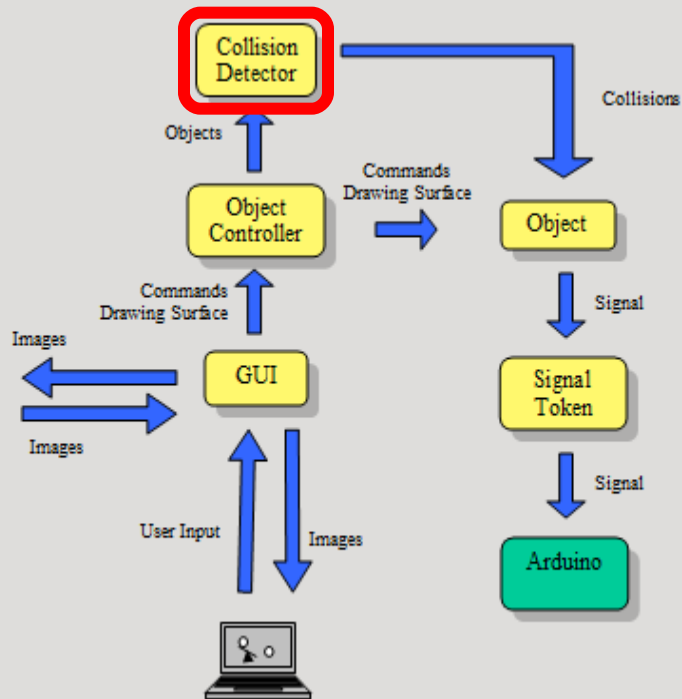 Collision
Detector
Collisions
Objects
Commands
Drawing Surface
Object
Controller
Object
Commands
Drawing Surface
Signal
Images
GUI
Signal
Token
Images
Signal
User Input
Images
Arduino